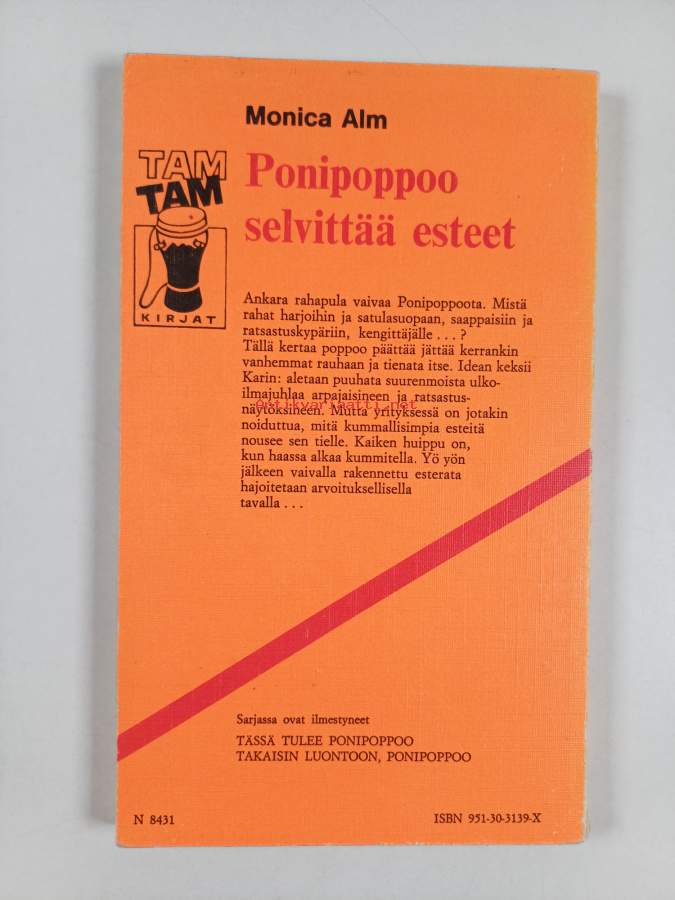 Monica Alm
TAM
TAM
KIRJAT
Ponipoppoo
selvittää esteet
Ankara rahapula vaivaa Ponipoppoota. Mistä
rahat harjoihin ja satulasuopaan, saappaisiin ja
ratsastuskypäriin, kengittäjälle . . . ?
Tällä kertaa poppoo päättää jättää kerrankin
vanhemmat rauhaan ja tienata itse. Idean keksii
Karin: aletaan puuhata suurenmoista ulko-
ilmajuhlaa arpajaisineen ja ratsastus-
näytöksineen. Mutta yrityksessä on jotakin
antikvariaatti.net
noiduttua, mitä kummallisimpia esteitä
nousee sen tielle. Kaiken huippu on,
kun haassa alkaa kummitella. Yö yön
jälkeen vaivalla rakennettu esterata
hajoitetaan arvoituksellisella
tavalla . . .
Sarjassa ovat ilmestyneet
TÄSSÄ TULEE PONIPOPPOO
TAKAISIN LUONTOON, PONIPOPPOO
N 8431
ISBN 951-30-3139-X